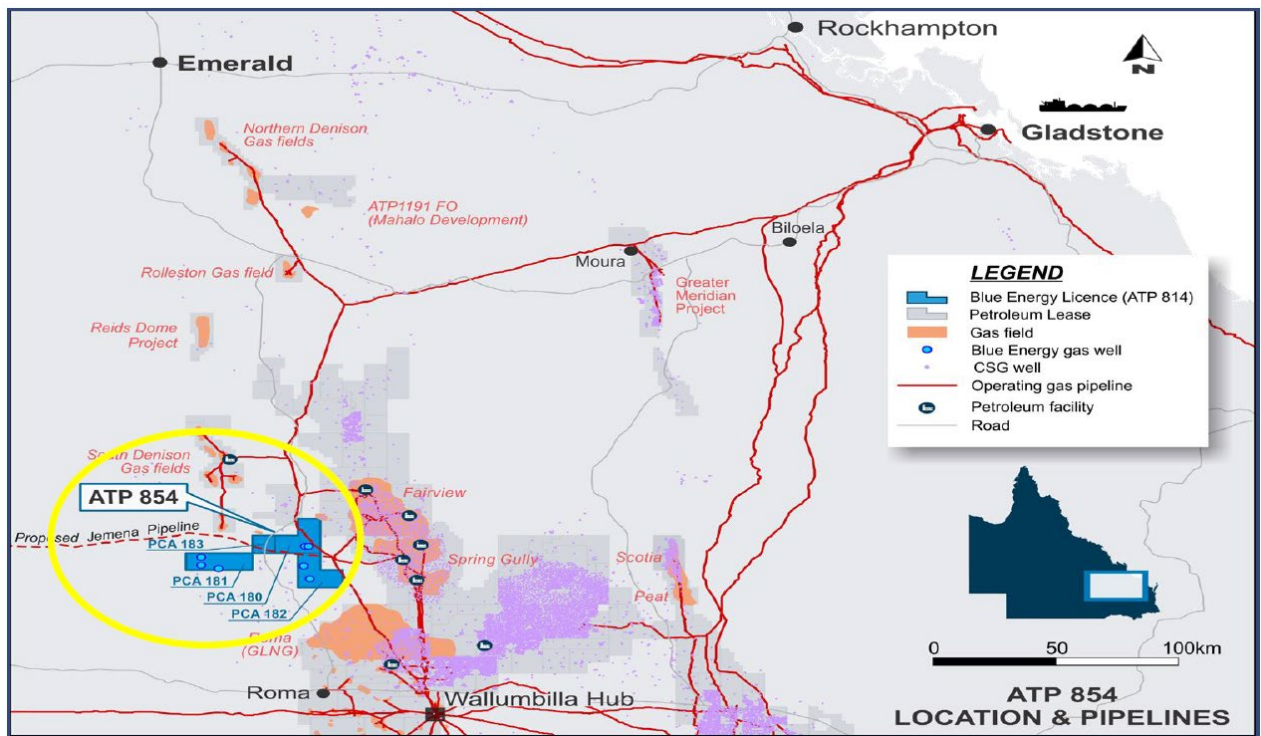 Rockhampton
Emerald
N
Gladstone
Northern Denison
Gas fields
ATP1191 FO
(Mahalo Development)
Biloela
Moura
Rolleston Gas field
Greater
Meridian
Project
Reids Dome
Project
LEGEND
Blue Energy Licence (ATP 814)
Petroleum Lease
Gas field
Blue Energy gas well
CSG well
Operating gas pipeline
Petroleum facility
Road
South Denison
Gas fields
ATP 854
Fairview
Proposed Jemena Pipeline
PCA 183
Spring Gully
Scotia
PCA 181
PCA 180
Peat
PCA 182
(GLNG)
Roma
Wallumbilla Hub
0 50 100km
ATP 854
LOCATION & PIPELINES